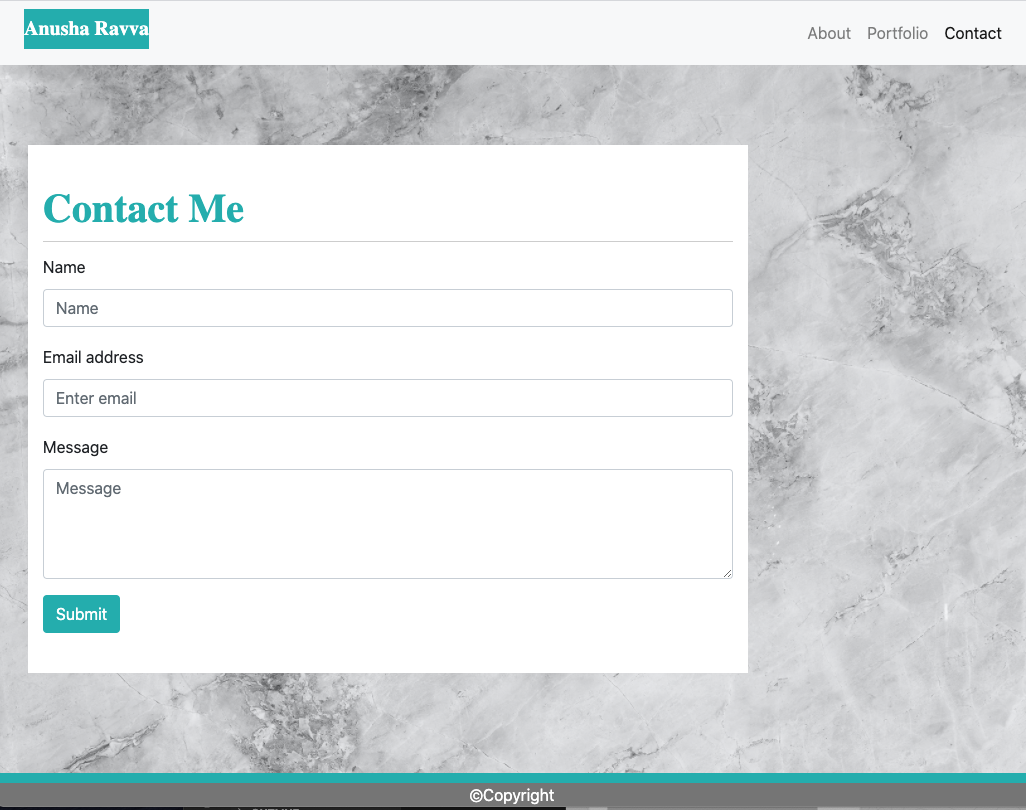 Anusha Ravva
About Portfolio Contact
Contact Me
Name
Name
Email address
Enter email
Message
Message
Submit
©Copyright